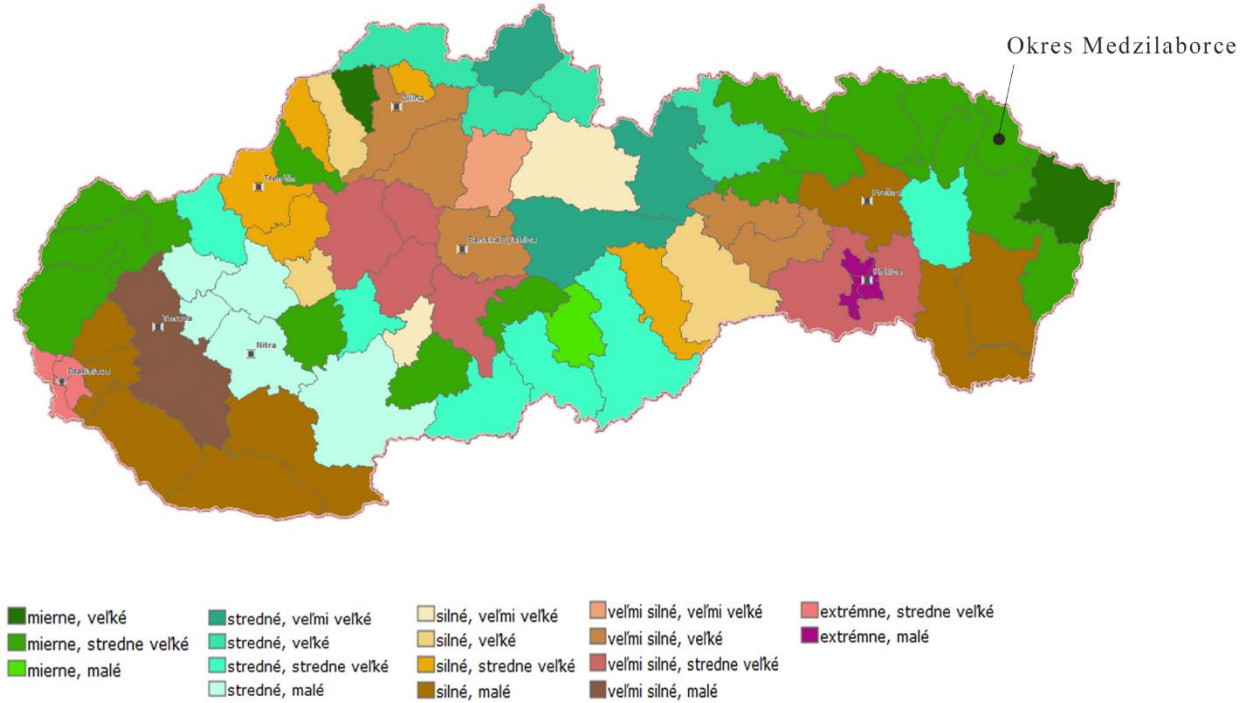 Okres Medzilaborce
Žilina
Trenčín
Prešov
Banská Bystrica
Košice
Trnava
Nitra
Bratislava
mierne, veľké
mierne, stredne veľké
mierne, malé
stredné, veľmi veľké
stredné, veľké
stredné, stredne veľké
stredné, malé
silné, veľmi veľké
silné, veľké
silné, stredne veľké
silné, malé
veľmi silné, veľmi veľké
veľmi silné, veľké
veľmi silné, stredne veľké
veľmi silné, malé
extrémne, stredne veľké
extrémne, malé